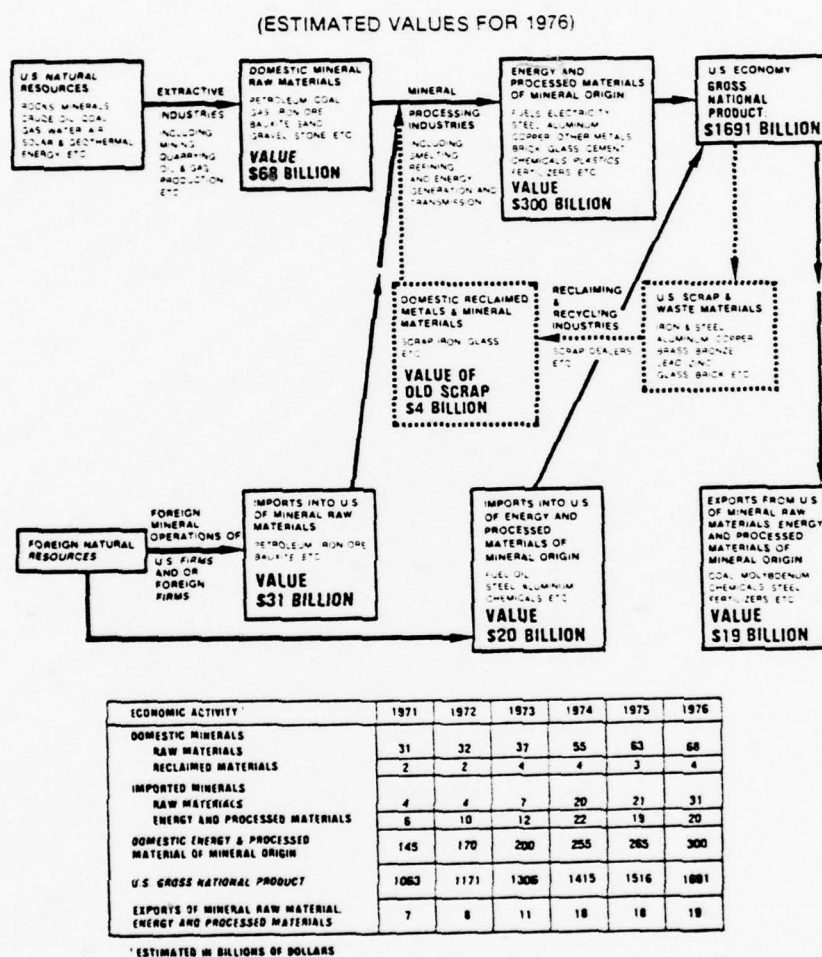 (ESTIMATED VALUES FOR 1976)
U.S. NATURAL
RESOURCES
ROCKS MINERALS
CRUDE OIL COAL
GAS WATER AIR
SOLAR & GEOTHERMAL
ENERGY ETC
EXTRACTIVE
INDUSTRIES
INCLUDING
MINING
QUARRYING
OIL & GAS
PRODUCTION
ETC
DOMESTIC MINERAL
RAW MATERIALS
PETROLEUM COAL
GAS IRON ORE
BAUXITE SAND
GRAVEL STONE ETC
VALUE
$68 BILLION
MINERAL
PROCESSING
INDUSTRIES
INCLUDING
SMELTING
REFINING
AND ENERGY
GENERATION AND
TRANSMISSION
ENERGY AND
PROCESSED MATERIALS
OF MINERAL ORIGIN
FUELS ELECTRICITY
STEEL ALUMINUM
COPPER OTHER METALS
BRICK GLASS CEMENT
CHEMICALS PLASTICS
FERTILIZERS ETC
VALUE
$300 BILLION
U.S. ECONOMY
GROSS
NATIONAL
PRODUCT:
$1691 BILLION
DOMESTIC RECLAIMED
METALS & MINERAL
MATERIALS
SCRAP IRON GLASS
ETC
VALUE OF
OLD SCRAP
$4 BILLION
RECLAIMING
&
RECYCLING
INDUSTRIES
SCRAP DEALERS
ETC
U.S. SCRAP &
WASTE MATERIALS
IRON & STEEL
ALUMINUM COPPER
BRASS BRONZE
LEAD ZINC
GLASS BRICK ETC
FOREIGN NATURAL
RESOURCES
FOREIGN
MINERAL
OPERATIONS OF
U.S. FIRMS
AND OR
FOREIGN
FIRMS
IMPORTS INTO U.S
OF MINERAL RAW
MATERIALS
PETROLEUM IRON ORE
BAUXITE ETC
VALUE
$31 BILLION
IMPORTS INTO U.S
OF ENERGY AND
PROCESSED
MATERIALS OF
MINERAL ORIGIN
FUEL OIL
STEEL ALUMINUM
CHEMICALS ETC
VALUE
$20 BILLION
EXPORTS FROM U.S
OF MINERAL RAW
MATERIALS ENERGY
AND PROCESSED
MATERIALS OF
MINERAL ORIGIN
COAL MOLYBDENUM
CHEMICALS STEEL
FERTILIZERS ETC
VALUE
$19 BILLION
ECONOMIC ACTIVITY 1971 1972 1973 1974 1975 1976
DOMESTIC MINERALS
RAW MATERIALS 31 32 37 55 63 68
RECLAIMED MATERIALS 2 2 4 4 3 4
IMPORTED MINERALS
RAW MATERIALS 4 4 7 20 21 31
ENERGY AND PROCESSED MATERIALS 6 10 12 22 19 20
DOMESTIC ENERGY & PROCESSED
MATERIAL OF MINERAL ORIGIN 145 170 200 255 265 300
U.S. GROSS NATIONAL PRODUCT 1063 1171 1306 1415 1516 1691
EXPORTS OF MINERAL RAW MATERIAL,
ENERGY AND PROCESSED MATERIALS 7 8 11 18 18 19
ESTIMATED IN BILLIONS OF DOLLARS